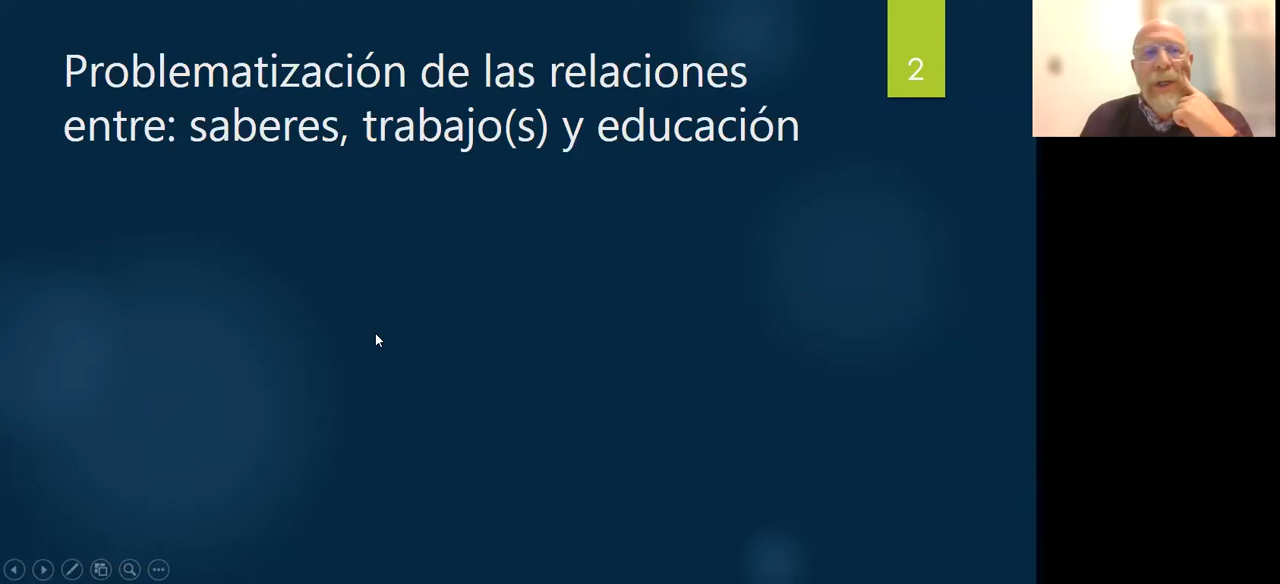 Problematización de las relaciones
entre: saberes, trabajo(s) y educación
2